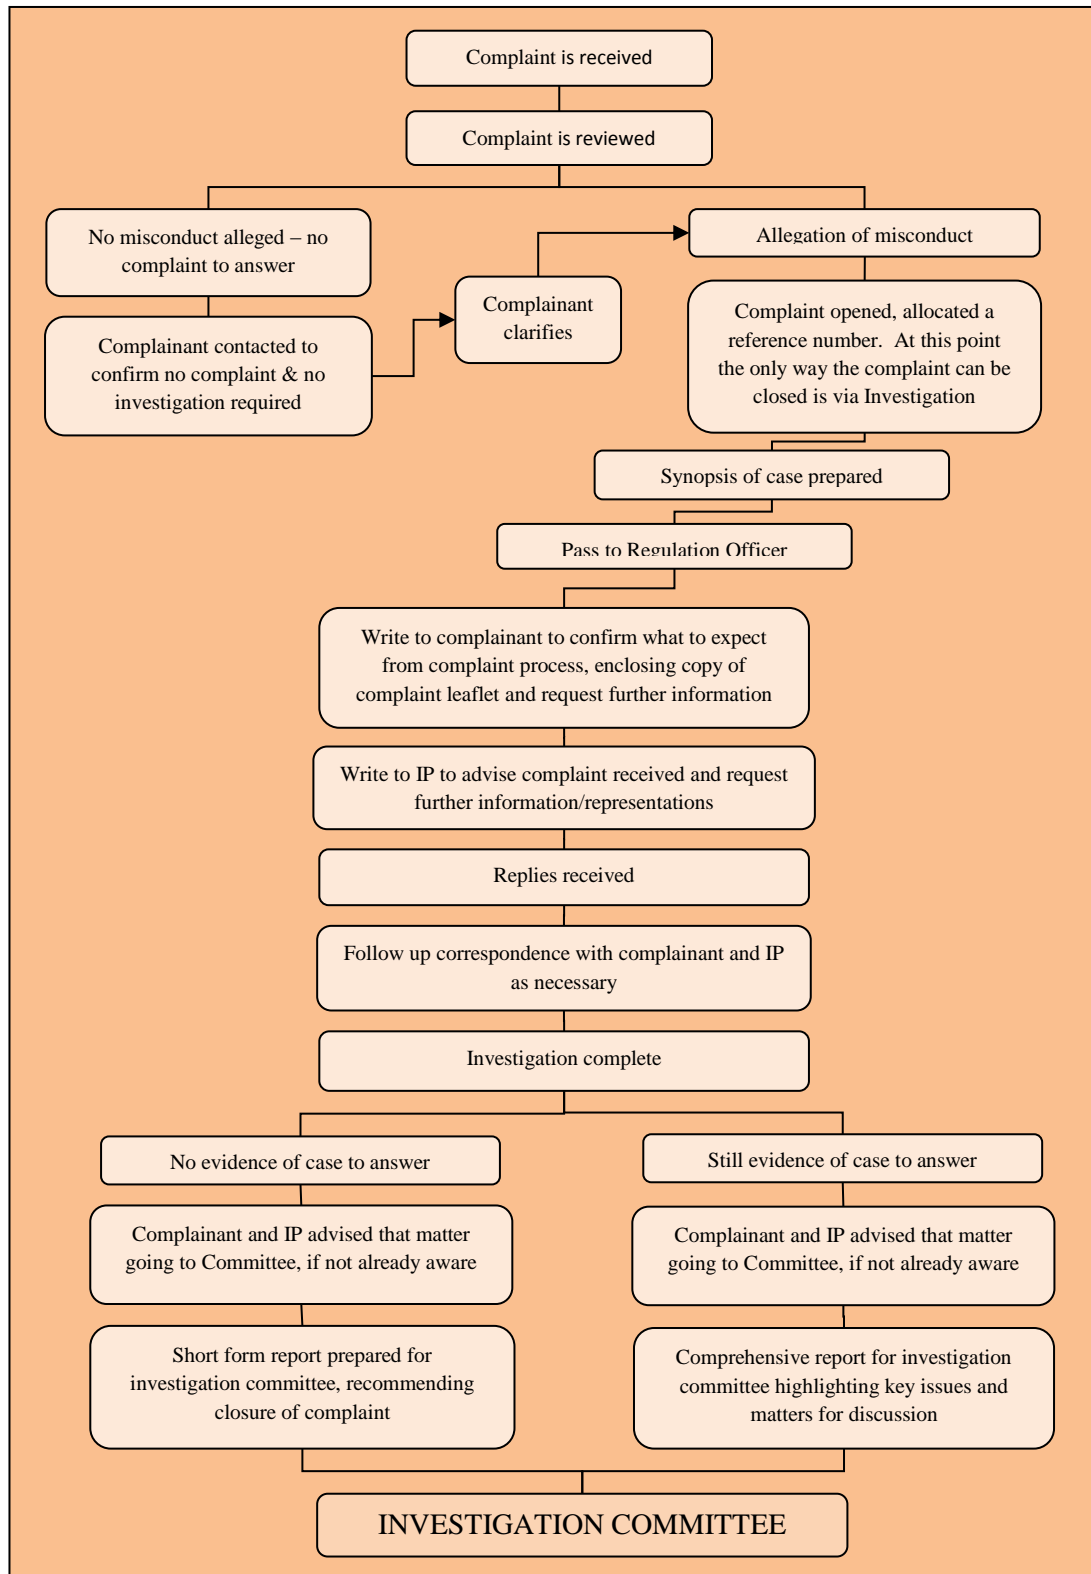 Complaint is received
Complaint is reviewed
No misconduct alleged – no
complaint to answer
Allegation of misconduct
Complainant
clarifies
Complainant contacted to
confirm no complaint & no
investigation required
Complaint opened, allocated a
reference number.  At this point
the only way the complaint can be
closed is via Investigation
Synopsis of case prepared
Pass to Regulation Officer
Write to complainant to confirm what to expect
from complaint process, enclosing copy of
complaint leaflet and request further information
Write to IP to advise complaint received and request
further information/representations
Replies received
Follow up correspondence with complainant and IP
as necessary
Investigation complete
No evidence of case to answer
Still evidence of case to answer
Complainant and IP advised that matter
going to Committee, if not already aware
Complainant and IP advised that matter
going to Committee, if not already aware
Short form report prepared for
investigation committee, recommending
closure of complaint
Comprehensive report for investigation
committee highlighting key issues and
matters for discussion
INVESTIGATION COMMITTEE